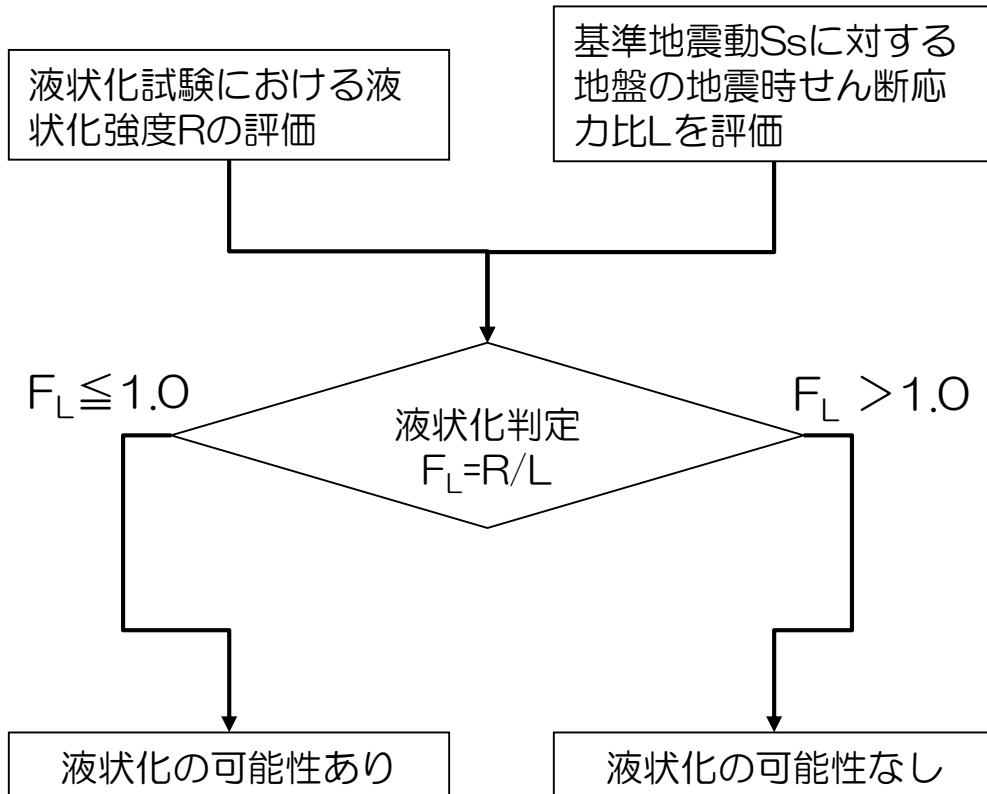 液状化試験における液
状化強度Rの評価
基準地震動Ssに対する
地盤の地震時せん断応
力比Lを評価
F_L≦1.0
F_L >1.0
液状化判定
F_L=R/L
液状化の可能性あり
液状化の可能性なし